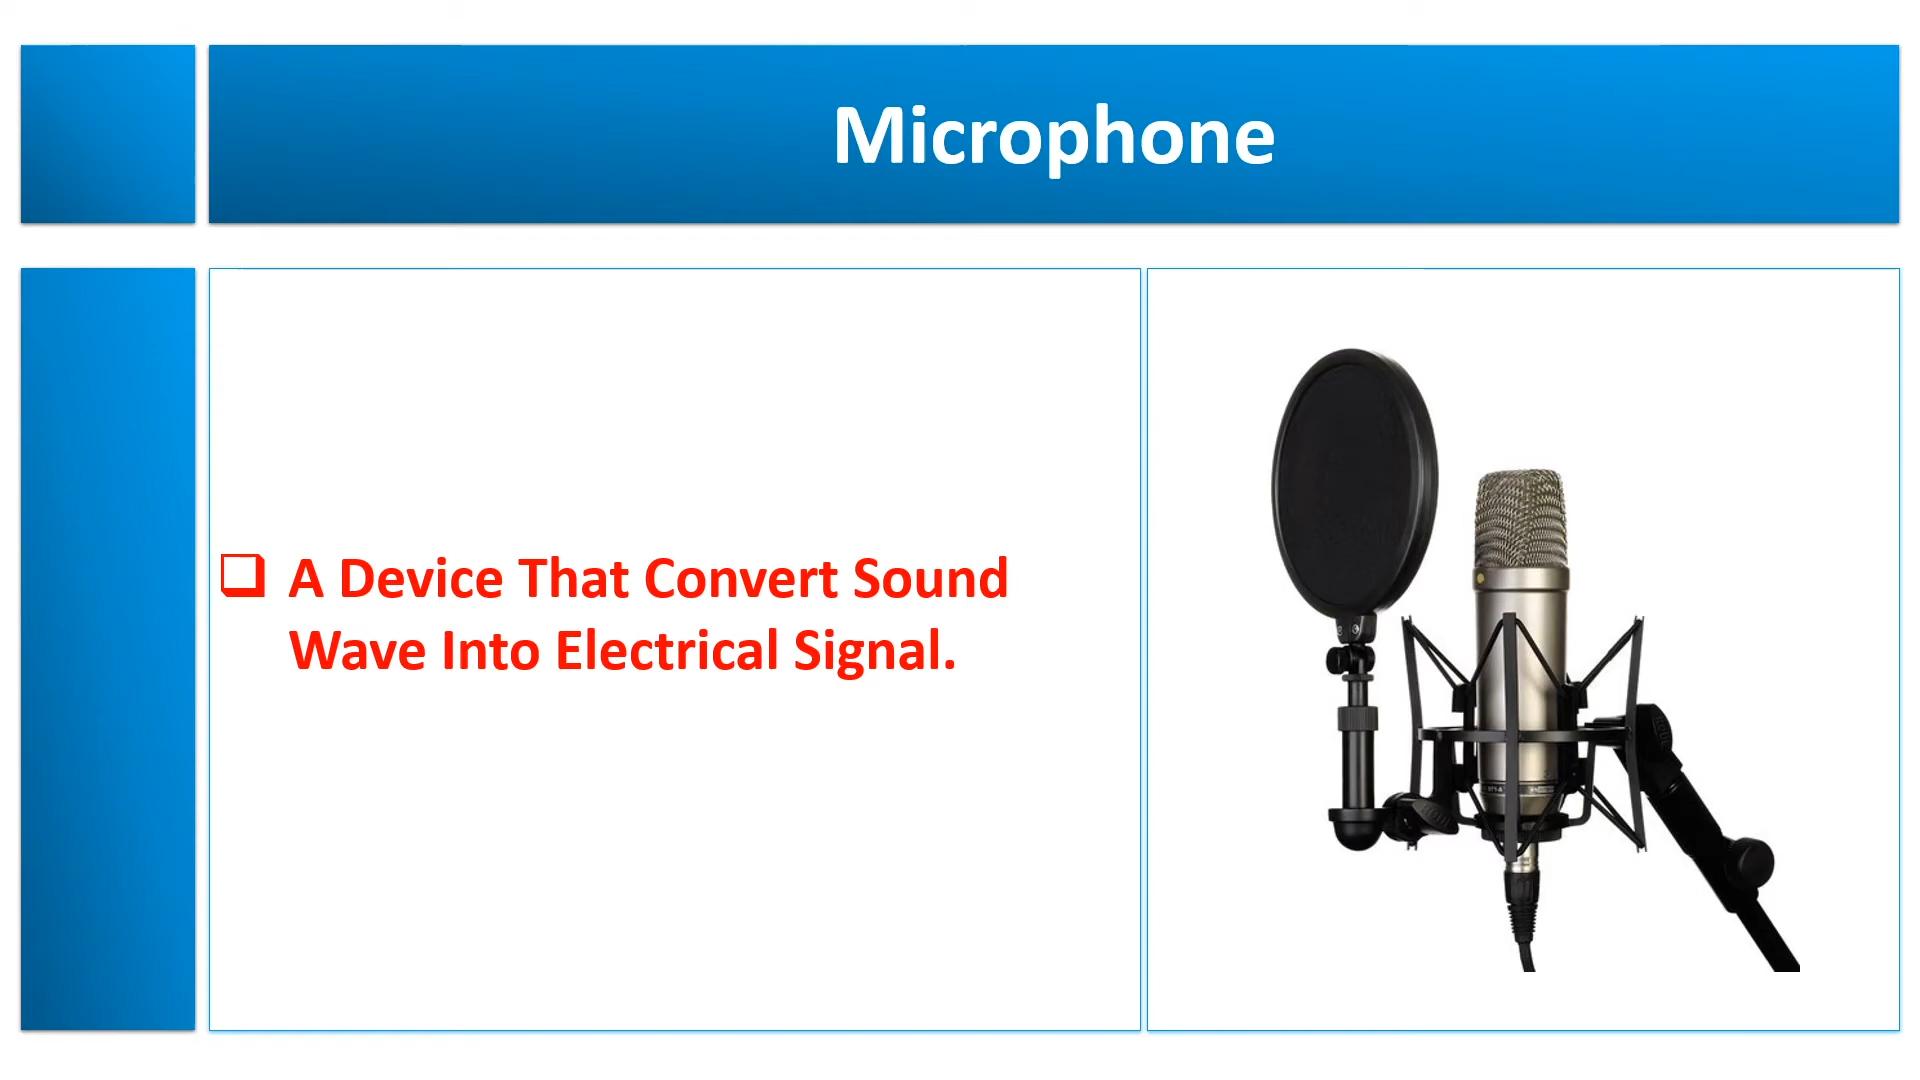 Microphone
A Device That Convert Sound
Wave Into Electrical Signal.